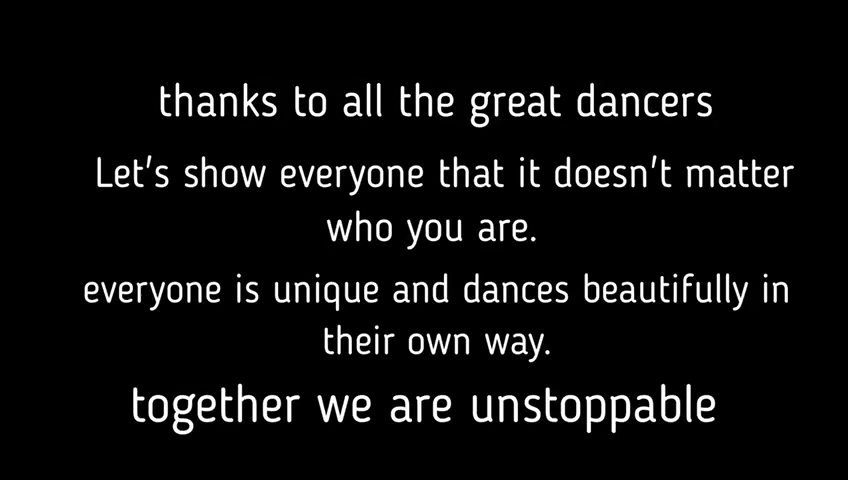 thanks to all the great dancers
Let's show everyone that it doesn't matter
who you are.
everyone is unique and dances beautifully in
their own way.
together we are unstoppable